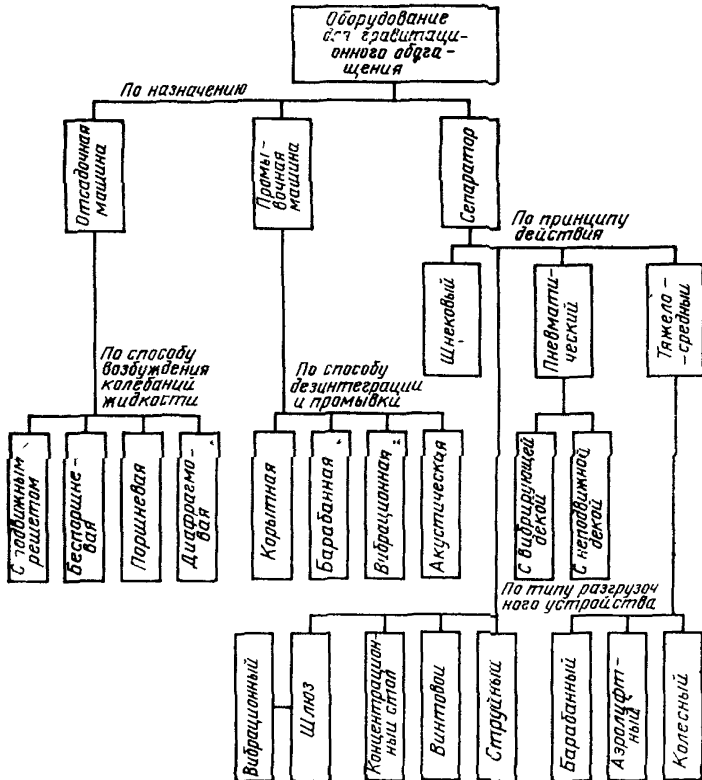 Оборудование
для гравитаци-
онного обога-
щения
По назначению
Отсадочная
машина
Промы-
вочная
машина
Сепаратор
По принципу
действия
Шнековый
Пневмати-
ческий
Тяжело-
-средный
По способу
возбуждения
колебаний
жидкости
По способу
дезинтеграции
и промывки
С подвижным
решетом
Беспоршне-
вая
Поршневая
Диафрагмо-
вая
Корытная
Барабанная
Вибрационная
Акустическая
С вибрирующей
декой
С неподвижной
декой
По типу разгрузоч
ного устройства
Вибрационный
Шлюз
Концентрацион-
ный стол
Винтовой
Струйный
Барабанный
Аэролифт-
ный
Колесный